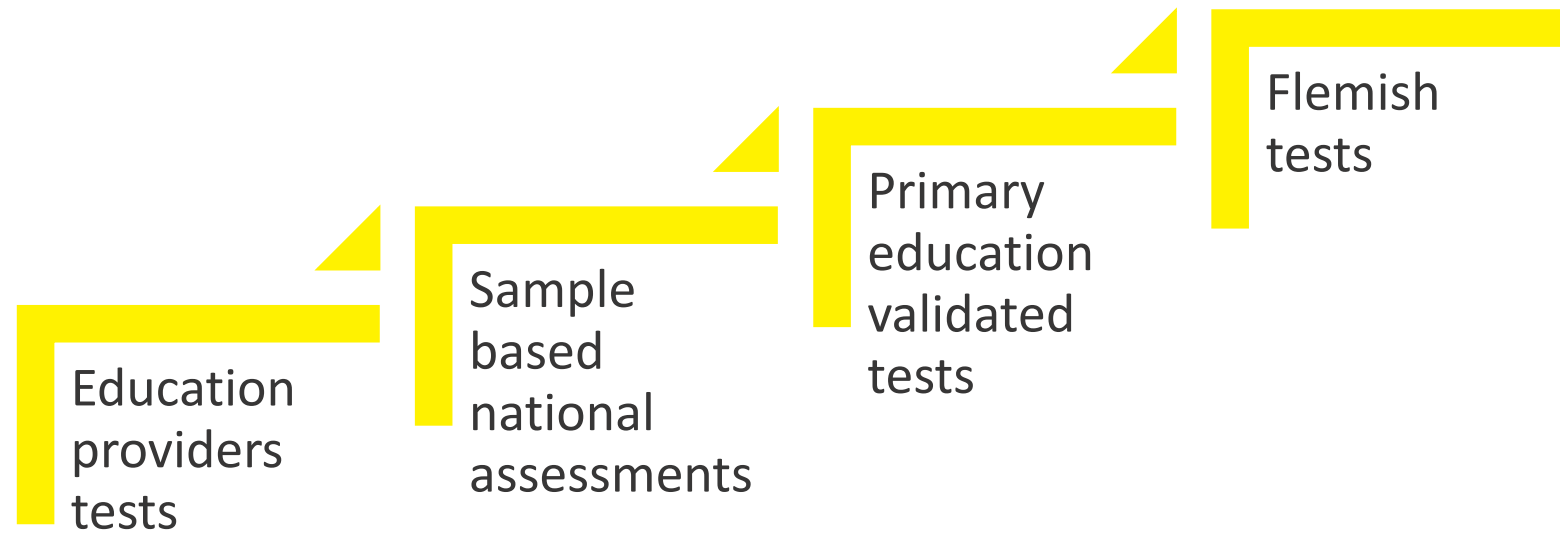 Education
providers
tests
Sample
based
national
assessments
Primary
education
validated
tests
Flemish
tests